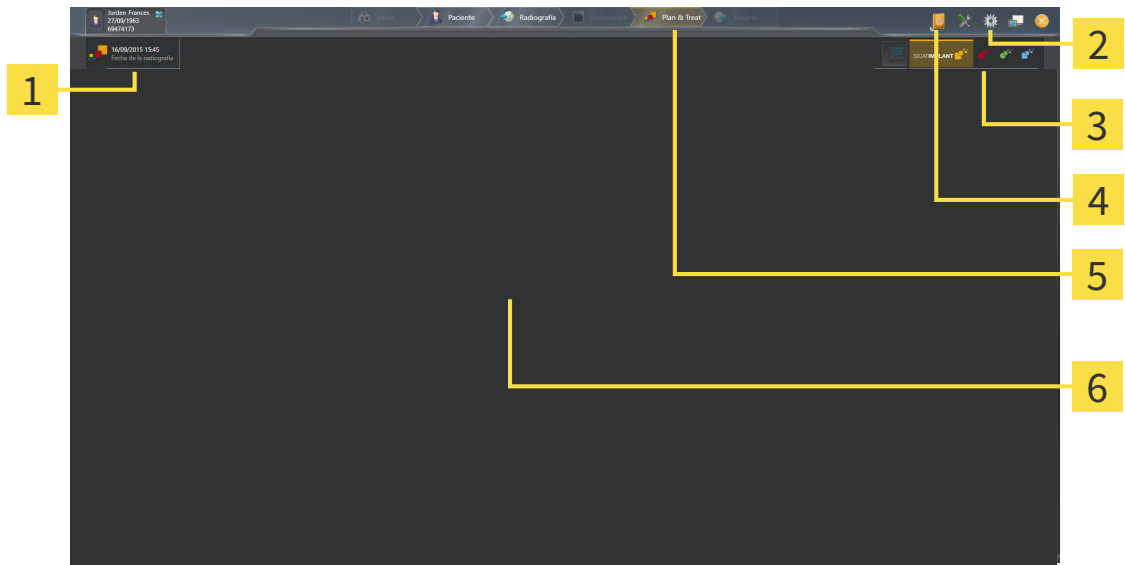 Jorden Frances
27/09/1963
69474173
Inicio
Paciente
Radiografía
Exploración
Plan & Treat
Exporte
16/09/2015 15:45
Fecha de la radiografía
SICAT IMPLANT
1
2
3
4
5
6